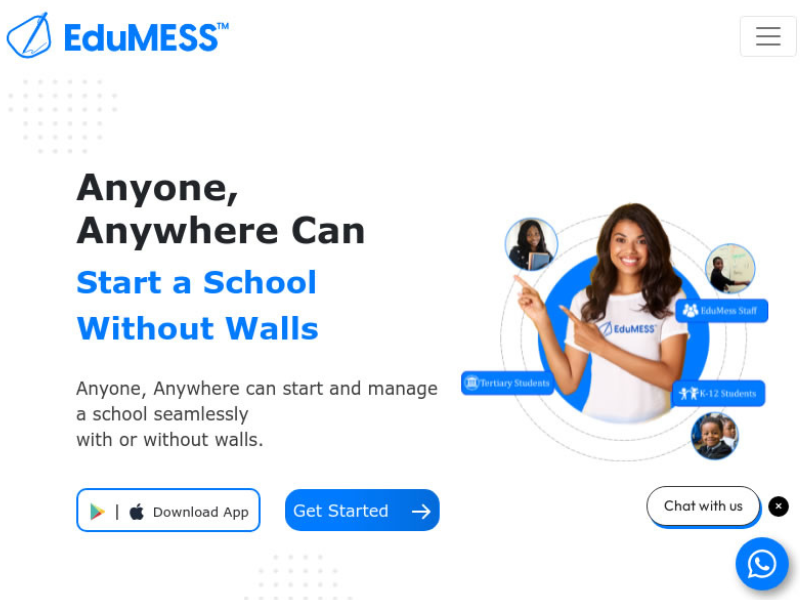 EduMESS™
Anyone,
Anywhere Can
Start a School
Without Walls
Anyone, Anywhere can start and manage
a school seamlessly
with or without walls.
| Download App
Get Started
EduMess Staff
EduMESS
Tertiary Students
K-12 Students
Chat with us